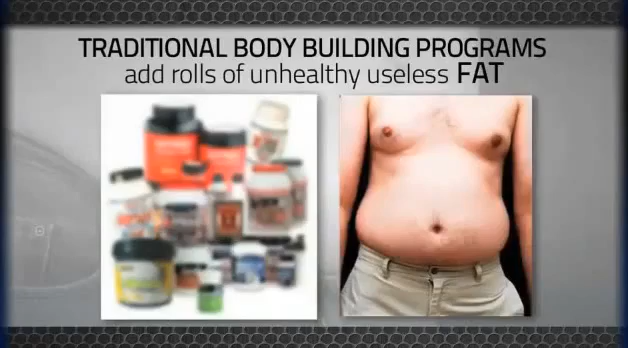 TRADITIONAL BODY BUILDING PROGRAMS
add rolls of unhealthy useless FAT